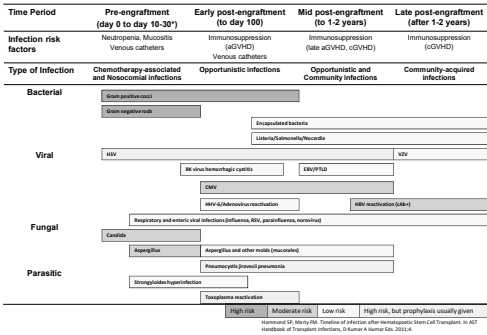 Time Period
Pre-engraftment
(day 0 to day 10-30*)
Early post-engraftment
(to day 100)
Mid post-engraftment
(to 1-2 years)
Late post-engraftment
(after 1-2 years)
Infection risk
factors
Neutropenia, Mucositis
Venous catheters
Immunosuppression
(aGVHD)
Venous catheters
Immunosuppression
(late aGVHD, cGVHD)
Immunosuppression
(cGVHD)
Type of Infection
Chemotherapy-associated
and Nosocomial infections
Opportunistic infections
Opportunistic and
Community infections
Community-acquired
infections
Bacterial
Gram positive cocci
Gram negative rods
Encapsulated bacteria
Listeria/Salmonella/Nocardia
Viral
HSV
VZV
BK virus hemorrhagic cystitis
EBV/PTLD
CMV
HHV-6/Adenovirus reactivation
HBV reactivation (cAb+)
Respiratory and enteric viral infections (influenza, RSV, parainfluenza, norovirus)
Fungal
Candida
Aspergillus
Aspergillus and other molds (mucorales)
Pneumocystis jirovecii pneumonia
Parasitic
Strongyloides hyperinfection
Toxoplasma reactivation
High risk
Moderate risk
Low risk
High risk, but prophylaxis usually given
Hammond SP, Marty FM. Timeline of Infection after Hematopoetic Stem Cell Transplant. In AST
Handbook of Transplant Infections, D Kumar A Humar Eds. 2011;4.